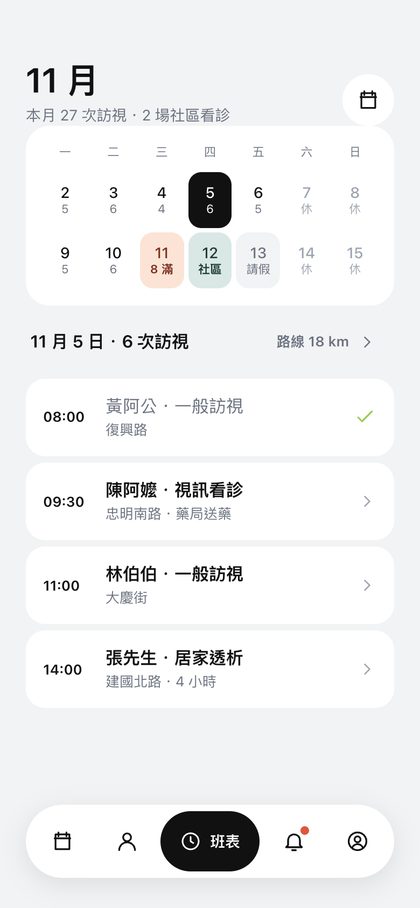 11 月
本月 27 次訪視 · 2 場社區看診
一 二 三 四 五 六 日
2 3 4 5 6 7 8
5 6 4 6 5 休 休
9 10 11 12 13 14 15
5 6 8 滿 社區 請假 休 休
11 月 5 日 · 6 次訪視 路線 18 km
08:00 黃阿公 · 一般訪視
復興路
09:30 陳阿嬤 · 視訊看診
忠明南路 · 藥局送藥
11:00 林伯伯 · 一般訪視
大慶街
14:00 張先生 · 居家透析
建國北路 · 4 小時
班表